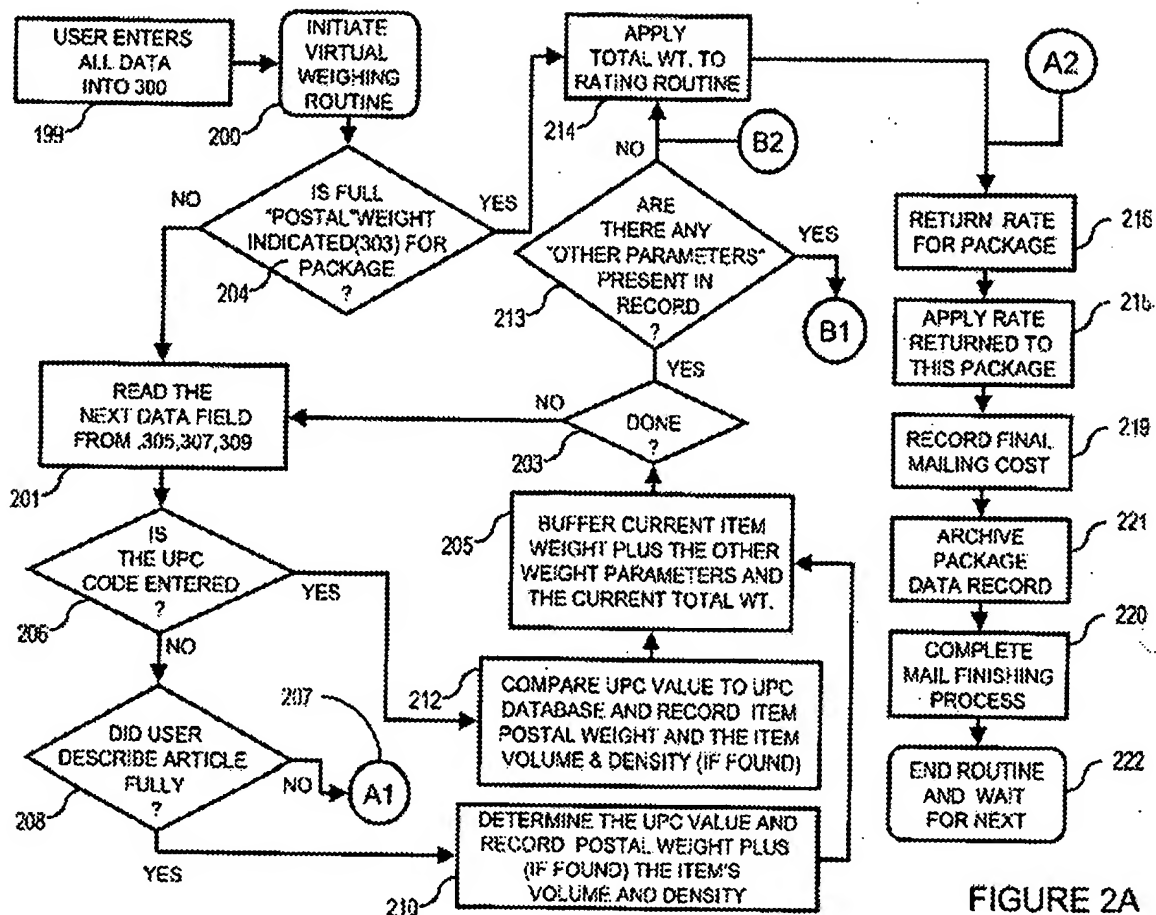 USER ENTERS
ALL DATA
INTO 300
199
INITIATE
VIRTUAL
WEIGHING
ROUTINE
200
IS FULL
"POSTAL"WEIGHT
INDICATED(303) FOR
PACKAGE
?
204
NO
YES
APPLY
TOTAL WT. TO
RATING ROUTINE
214
NO
B2
ARE
THERE ANY
"OTHER PARAMETERS"
PRESENT IN
RECORD
?
213
YES
B1
YES
DONE
?
203
NO
READ THE
NEXT DATA FIELD
FROM ,305,307,309
201
IS
THE UPC
CODE ENTERED
?
206
YES
NO
DID USER
DESCRIBE ARTICLE
FULLY
?
208
NO
207
A1
YES
BUFFER CURRENT ITEM
WEIGHT PLUS THE OTHER
WEIGHT PARAMETERS AND
THE CURRENT TOTAL WT.
205
COMPARE UPC VALUE TO UPC
DATABASE AND RECORD ITEM
POSTAL WEIGHT AND THE ITEM
VOLUME & DENSITY (IF FOUND)
212
DETERMINE THE UPC VALUE AND
RECORD POSTAL WEIGHT PLUS
(IF FOUND) THE ITEM'S
VOLUME AND DENSITY
210
A2
RETURN RATE
FOR PACKAGE
216
APPLY RATE
RETURNED TO
THIS PACKAGE
RECORD FINAL
MAILING COST
219
ARCHIVE
PACKAGE
DATA RECORD
221
COMPLETE
MAIL FINISHING
PROCESS
220
END ROUTINE
AND WAIT
FOR NEXT
222
FIGURE 2A